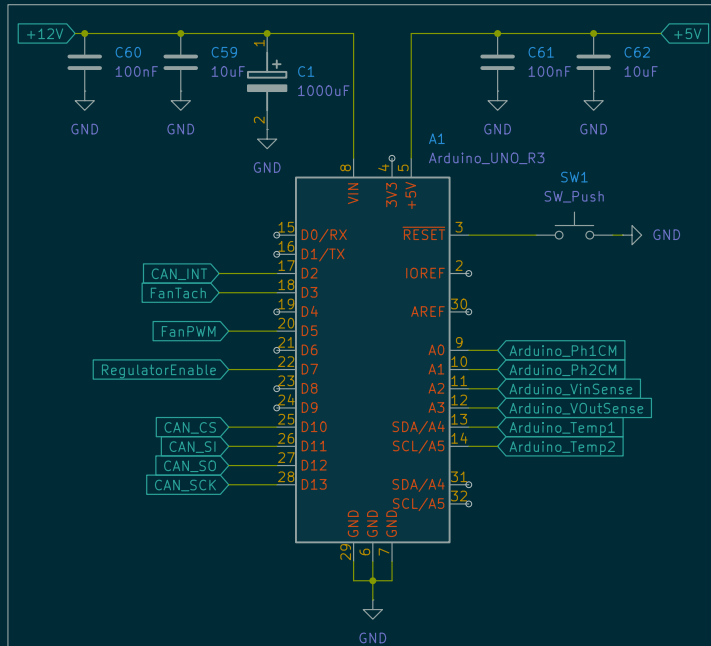 +12V
+5V
C60
100nF
C59
10uF
1
C1
1000uF
2
C61
100nF
C62
10uF
GND
GND
GND
GND
GND
A1
Arduino_UNO_R3
8
4
5
VIN
3V3
+5V
SW1
SW_Push
15 D0/RX
RESET 3
GND
16 D1/TX
CAN_INT 17 D2
IOREF 2
FanTach 18 D3
19 D4
AREF 30
FanPWM 20 D5
21 D6
A0 9 Arduino_Ph1CM
RegulatorEnable 22 D7
A1 10 Arduino_Ph2CM
23 D8
A2 11 Arduino_VinSense
24 D9
A3 12 Arduino_VOutSense
CAN_CS 25 D10
SDA/A4 13 Arduino_Temp1
CAN_SI 26 D11
SCL/A5 14 Arduino_Temp2
CAN_SO 27 D12
CAN_SCK 28 D13
SDA/A4 31
SCL/A5 32
GND
GND
GND
29
6
7
GND